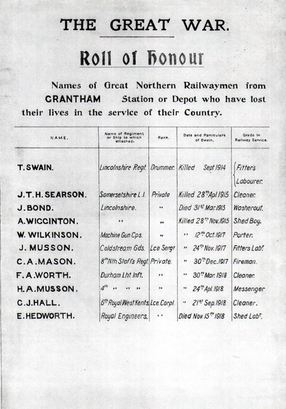 THE GREAT WAR.
Roll of Honour
Names of Great Northern Railwaymen from
GRANTHAM Station or Depot who have lost
their lives in the service of their Country.
NAME. Name of Regiment or Ship to which attached. Rank. Date and Particulars of Death. Grade in Railway Service.
T. SWAIN. Lincolnshire Regt. Drummer. Killed Sept 1914 Fitters Labourer.
J.T.H. SEARSON. Somersetshire L.I. Private Killed 28th Apl 1915 Cleaner
J. BOND. Lincolnshire. " Died 31st Mar 1915 Washerout.
A. WIGGINTON. " " Killed 28th Nov 1915 Shed Boy.
W. WILKINSON. Machine Gun Cps. " " 12th Oct 1917 Porter.
J. MUSSON. Coldstream Gds. Lce Sergt " 24th Nov 1917 Fitters Labr.
C.A. MASON. 8th Nth Staffs Regt Private. " 30th Dec. 1917 Fireman.
F.A. WORTH. Durham Lht Inft. " " 30th Mar 1918 Cleaner.
H.A. MUSSON. 4th " " " " " 24th Apl 1918 Messenger
C.J. HALL. 6th Royal West Kents. Lce Corpl " 21st Sep. 1918 Cleaner.
E. HEDWORTH. Royal Engineers. " Died Nov 15th 1918 Shed Labr.